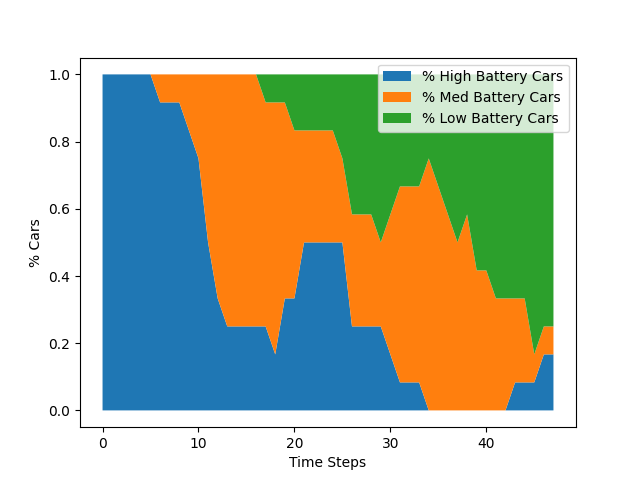 % High Battery Cars
% Med Battery Cars
% Low Battery Cars
1.0
0.8
0.6
0.4
0.2
0.0
% Cars
0 10 20 30 40
Time Steps